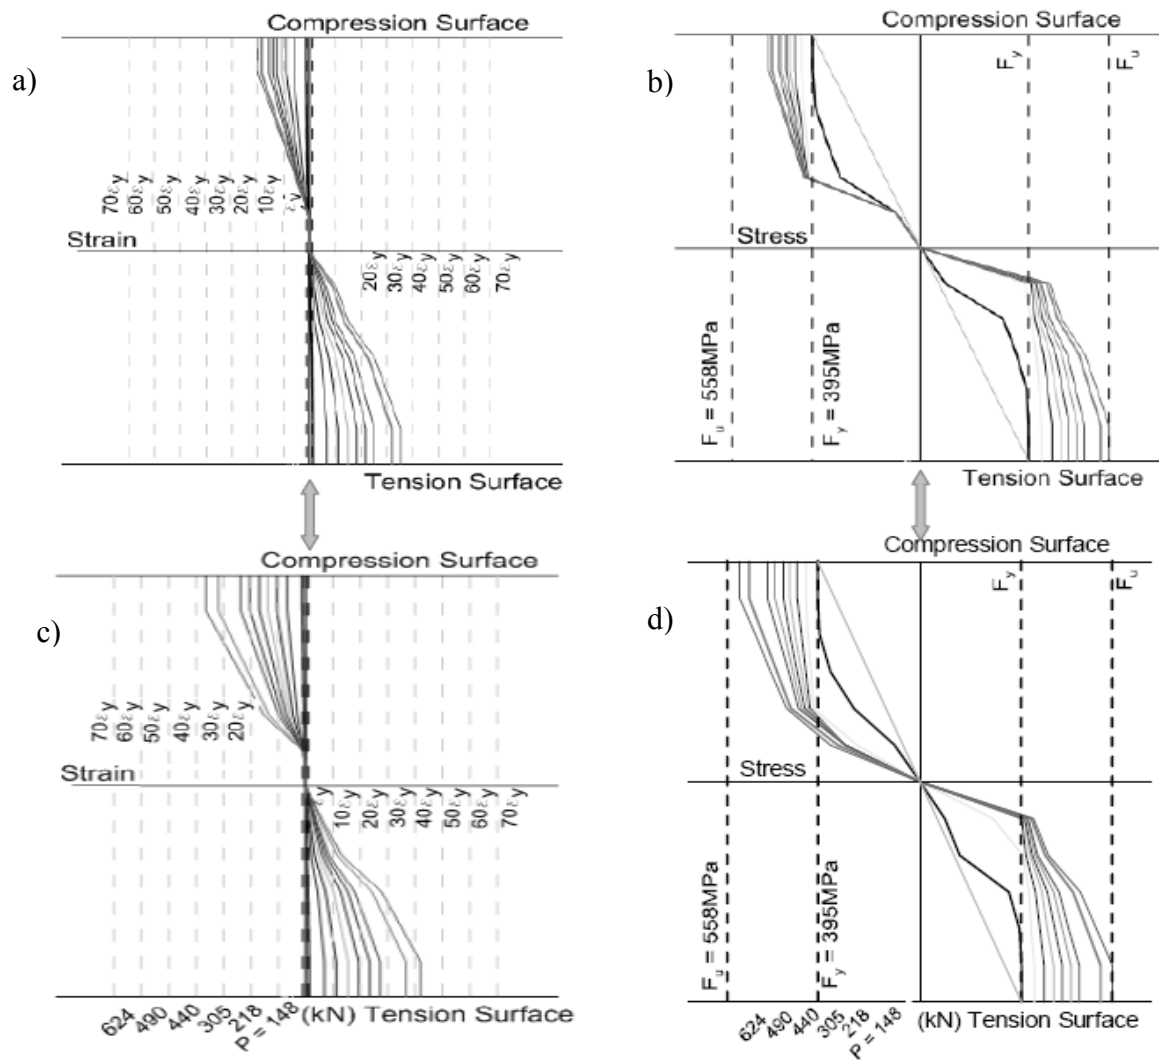 a)
Compression Surface
70εy
60εy
50εy
40εy
30εy
20εy
10εy
εy
Strain
20εy
30εy
40εy
50εy
60εy
70εy
Tension Surface
b)
Compression Surface
Fy
Fu
Stress
Fu = 558MPa
Fy = 395MPa
Tension Surface
c)
Compression Surface
70εy
60εy
50εy
40εy
30εy
20εy
Strain
10εy
20εy
30εy
40εy
50εy
60εy
70εy
624
490
440
305
218
P = 148
(kN) Tension Surface
d)
Compression Surface
Fy
Fu
Stress
Fu = 558MPa
Fy = 395MPa
624
490
440
305
218
P = 148
(kN) Tension Surface